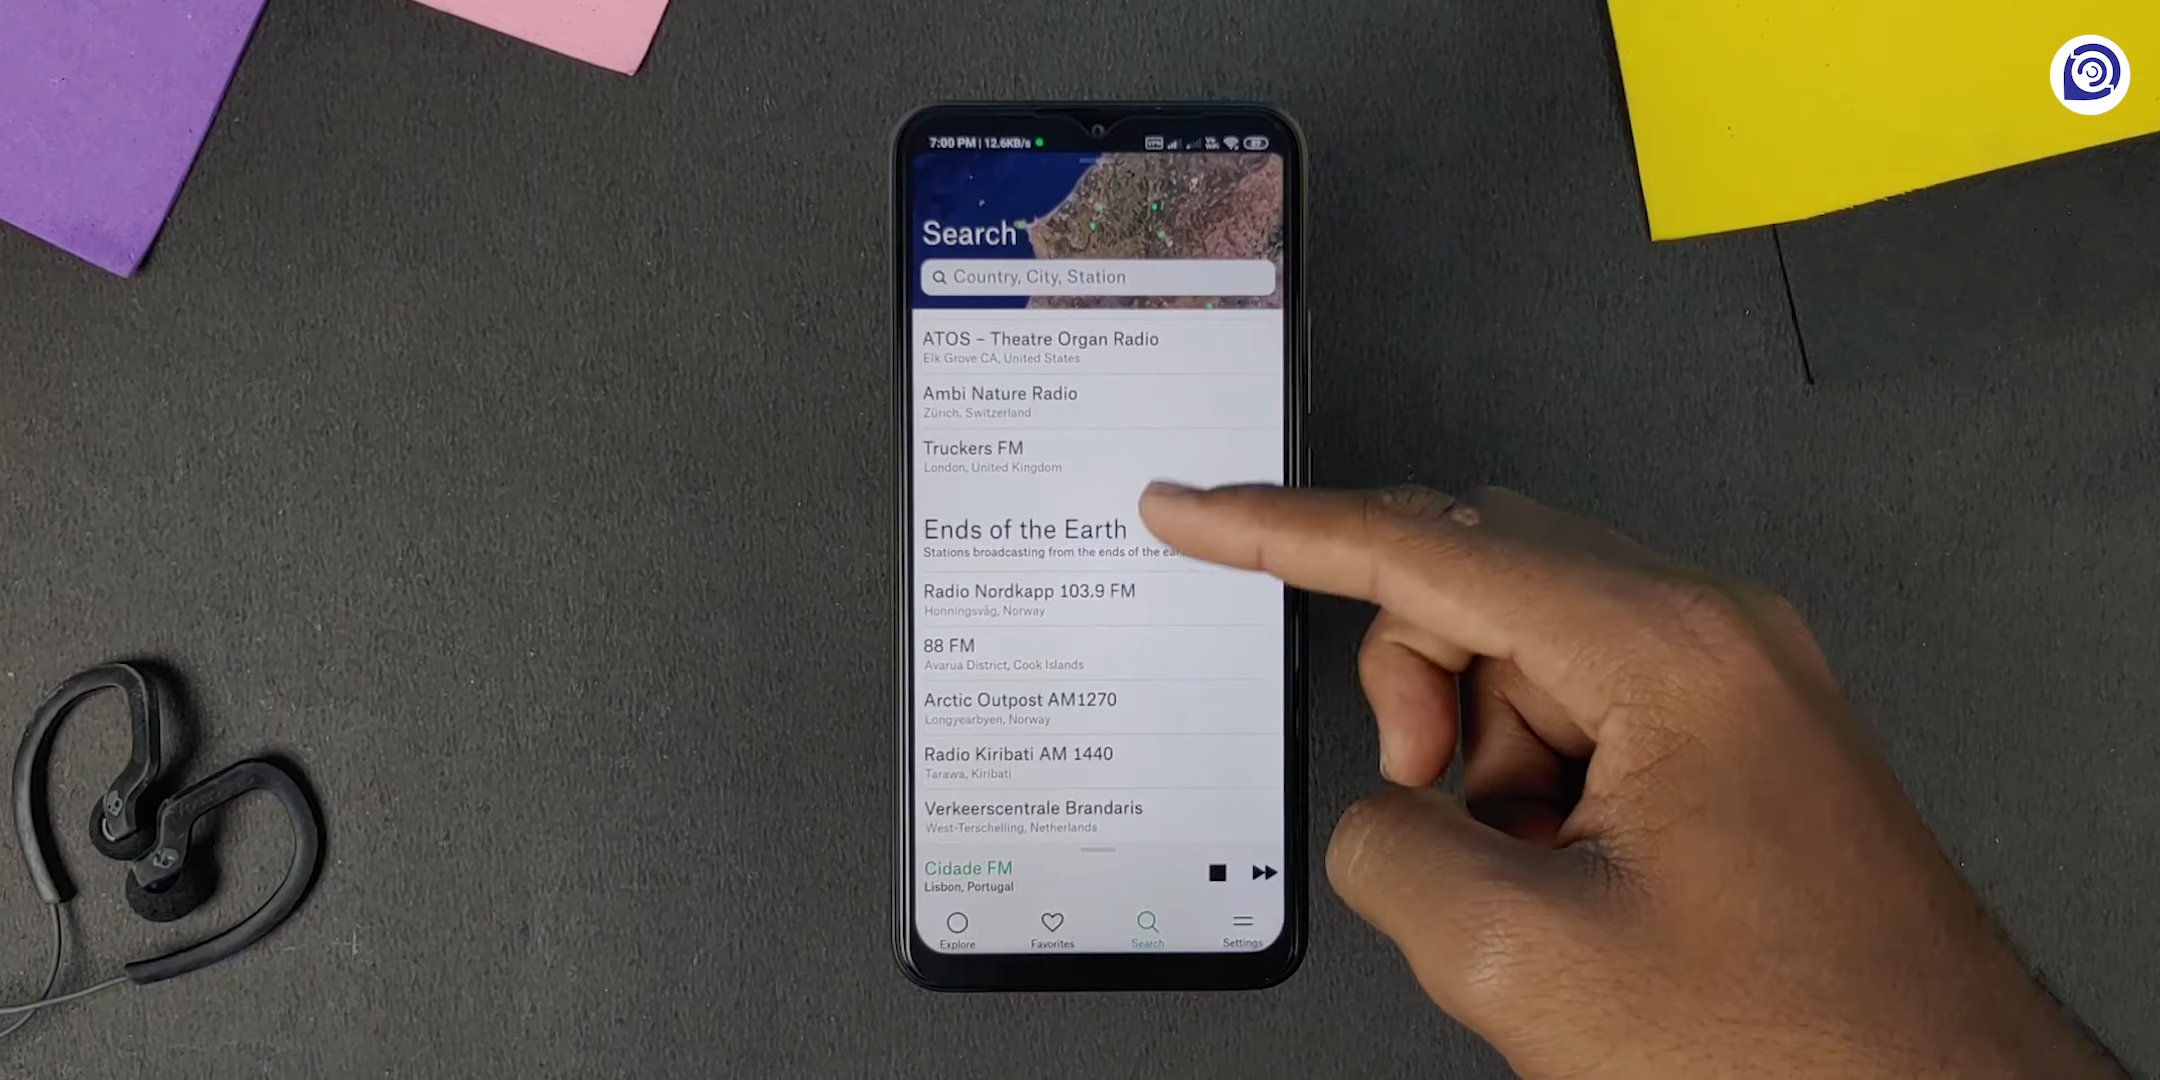 7:00 PM | 12.6KB/s
Search
Country, City, Station
ATOS – Theatre Organ Radio
Elk Grove CA, United States
Ambi Nature Radio
Zürich, Switzerland
Truckers FM
London, United Kingdom
Ends of the Earth
Stations broadcasting from the ends of the
Radio Nordkapp 103.9 FM
Honningsvåg, Norway
88 FM
Avarua District, Cook Islands
Arctic Outpost AM1270
Longyearbyen, Norway
Radio Kiribati AM 1440
Tarawa, Kiribati
Verkeerscentrale Brandaris
West-Terschelling, Netherlands
Cidade FM
Lisbon, Portugal
Explore
Favorites
Search
Settings